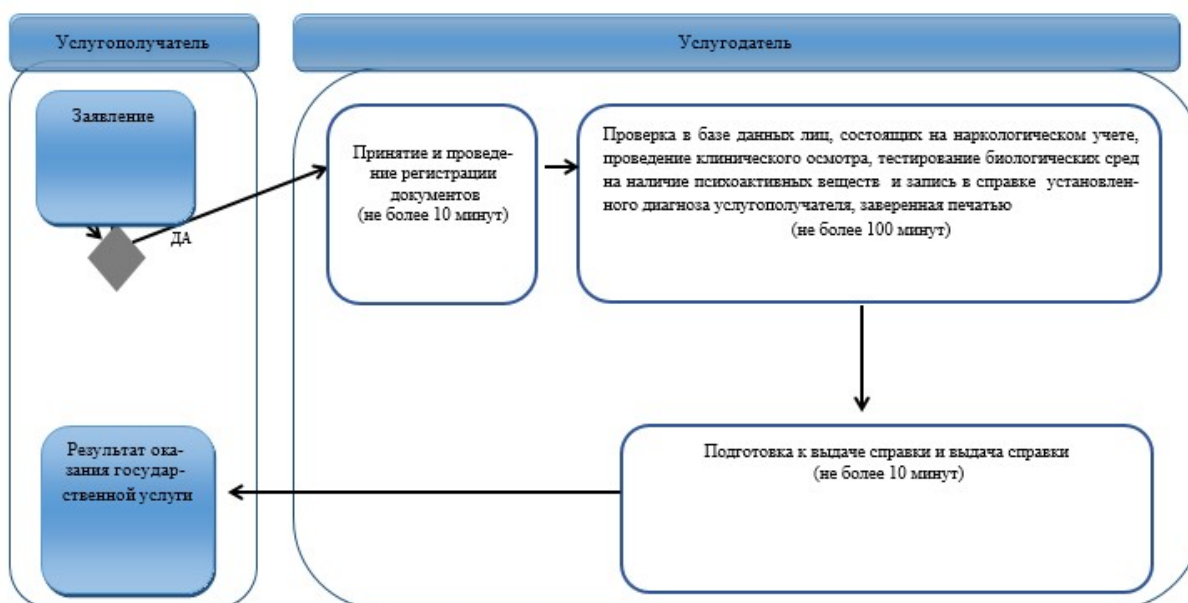 Услугополучатель
Услугодатель
Заявление
ДА
Принятие и проведе-
ние регистрации
документов
(не более 10 минут)
Проверка в базе данных лиц, состоящих на наркологическом учете,
проведение клинического осмотра, тестирование биологических сред
на наличие психоактивных веществ и запись в справке установлен-
ного диагноза услугополучателя, заверенная печатью
(не более 100 минут)
Результат ока-
зания государ-
ственной услуги
Подготовка к выдаче справки и выдача справки
(не более 10 минут)